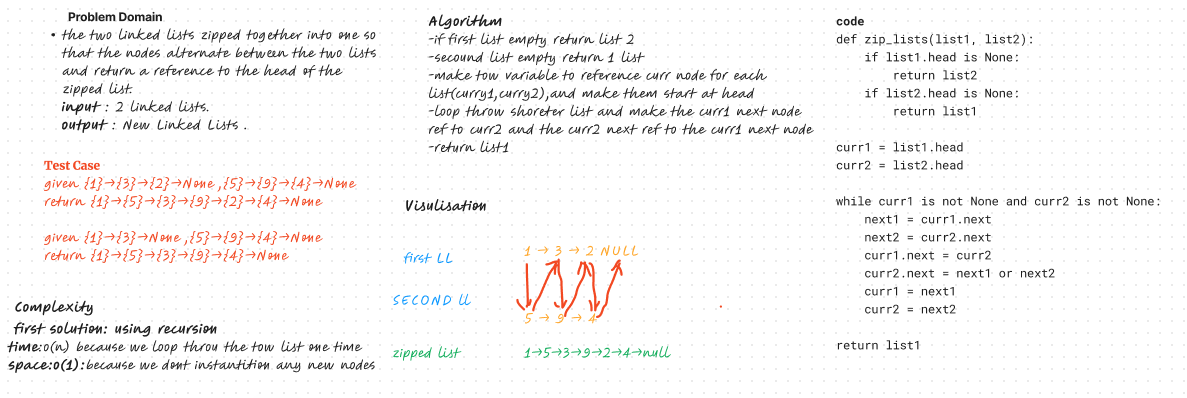 Problem Domain
• the two linked lists zipped together into one so
that the nodes alternate between the two lists
and return a reference to the head of the
zipped list.
input : 2 linked lists.
output : New Linked Lists .
Test Case
given {1}→{3}→{2}→None ,{5}→{9}→{4}→None
return {1}→{5}→{3}→{9}→{2}→{4}→None
given {1}→{3}→None ,{5}→{9}→{4}→None
return {1}→{5}→{3}→{9}→{4}→None
Complexity
first solution: using recursion
time:o(n) because we loop throu the tow list one time
space:o(1):because we dont instantition any new nodes
Algorithm
-if first list empty return list 2
-secound list empty return 1 list
-make tow variable to reference curr node for each
list(curry1,curry2),and make them start at head
-loop throw shoreter list and make the curr1 next node
ref to curr2 and the curr2 next ref to the curr1 next node
-return list1
Visulisation
first LL
1 → 3 → 2 NULL
SECOND ll
5 → 9 → 4
zipped list
1→5→3→9→2→4→null
code
def zip_lists(list1, list2):
if list1.head is None:
return list2
if list2.head is None:
return list1
curr1 = list1.head
curr2 = list2.head
while curr1 is not None and curr2 is not None:
next1 = curr1.next
next2 = curr2.next
curr1.next = curr2
curr2.next = next1 or next2
curr1 = next1
curr2 = next2
return list1